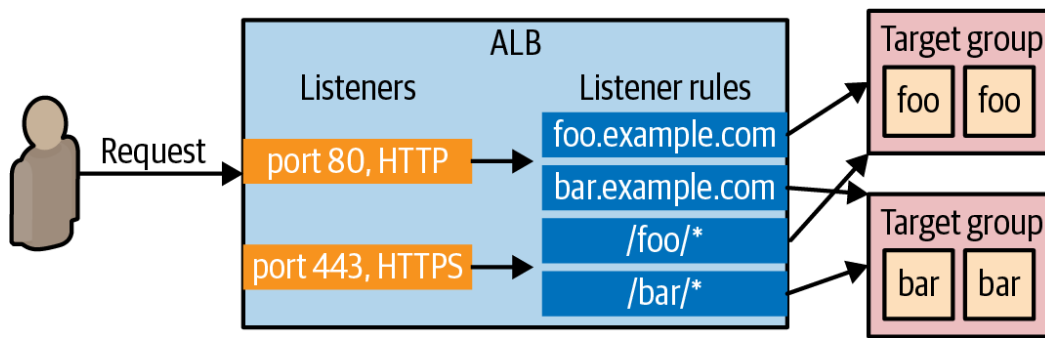 ALB
Listeners
Listener rules
Request
port 80, HTTP
port 443, HTTPS
foo.example.com
bar.example.com
/foo/*
/bar/*
Target group
foo foo
Target group
bar bar